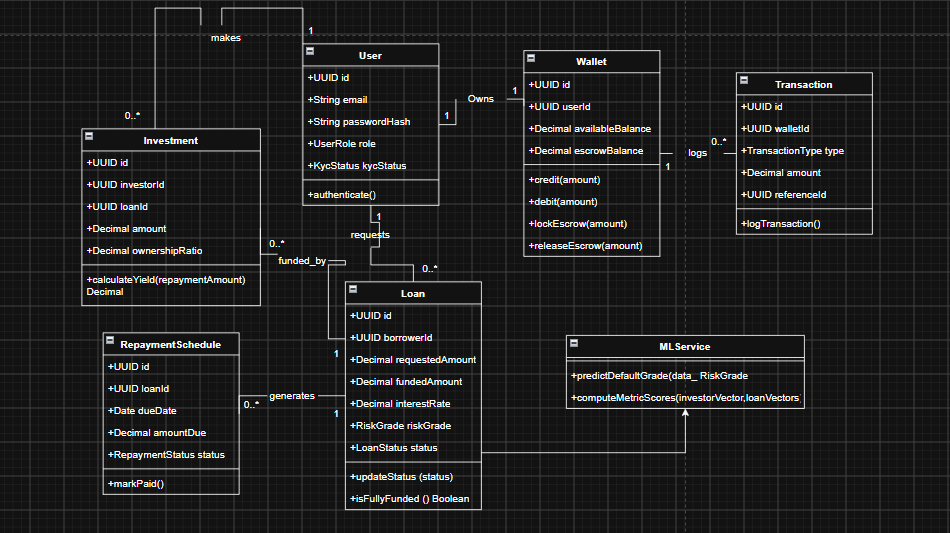 makes
1
0..*
User
+UUID id
+String email
+String passwordHash
+UserRole role
+KycStatus kycStatus
+authenticate()
1
Owns
1
Wallet
+UUID id
+UUID userId
+Decimal availableBalance
+Decimal escrowBalance
+credit(amount)
+debit(amount)
+lockEscrow(amount)
+releaseEscrow(amount)
1
logs
0..*
Transaction
+UUID id
+UUID walletId
+TransactionType type
+Decimal amount
+UUID referenceId
+logTransaction()
Investment
+UUID id
+UUID investorId
+UUID loanId
+Decimal amount
+Decimal ownershipRatio
+calculateYield(repaymentAmount)
Decimal
0..*
funded_by
1
1
requests
0..*
Loan
+UUID id
+UUID borrowerId
+Decimal requestedAmount
+Decimal fundedAmount
+Decimal interestRate
+RiskGrade riskGrade
+LoanStatus status
+updateStatus (status)
+isFullyFunded () Boolean
RepaymentSchedule
+UUID id
+UUID loanId
+Date dueDate
+Decimal amountDue
+RepaymentStatus status
+markPaid()
0..*
generates
1
MLService
+predictDefaultGrade(data_ RiskGrade
+computeMetricScores(investorVector,loanVectors)